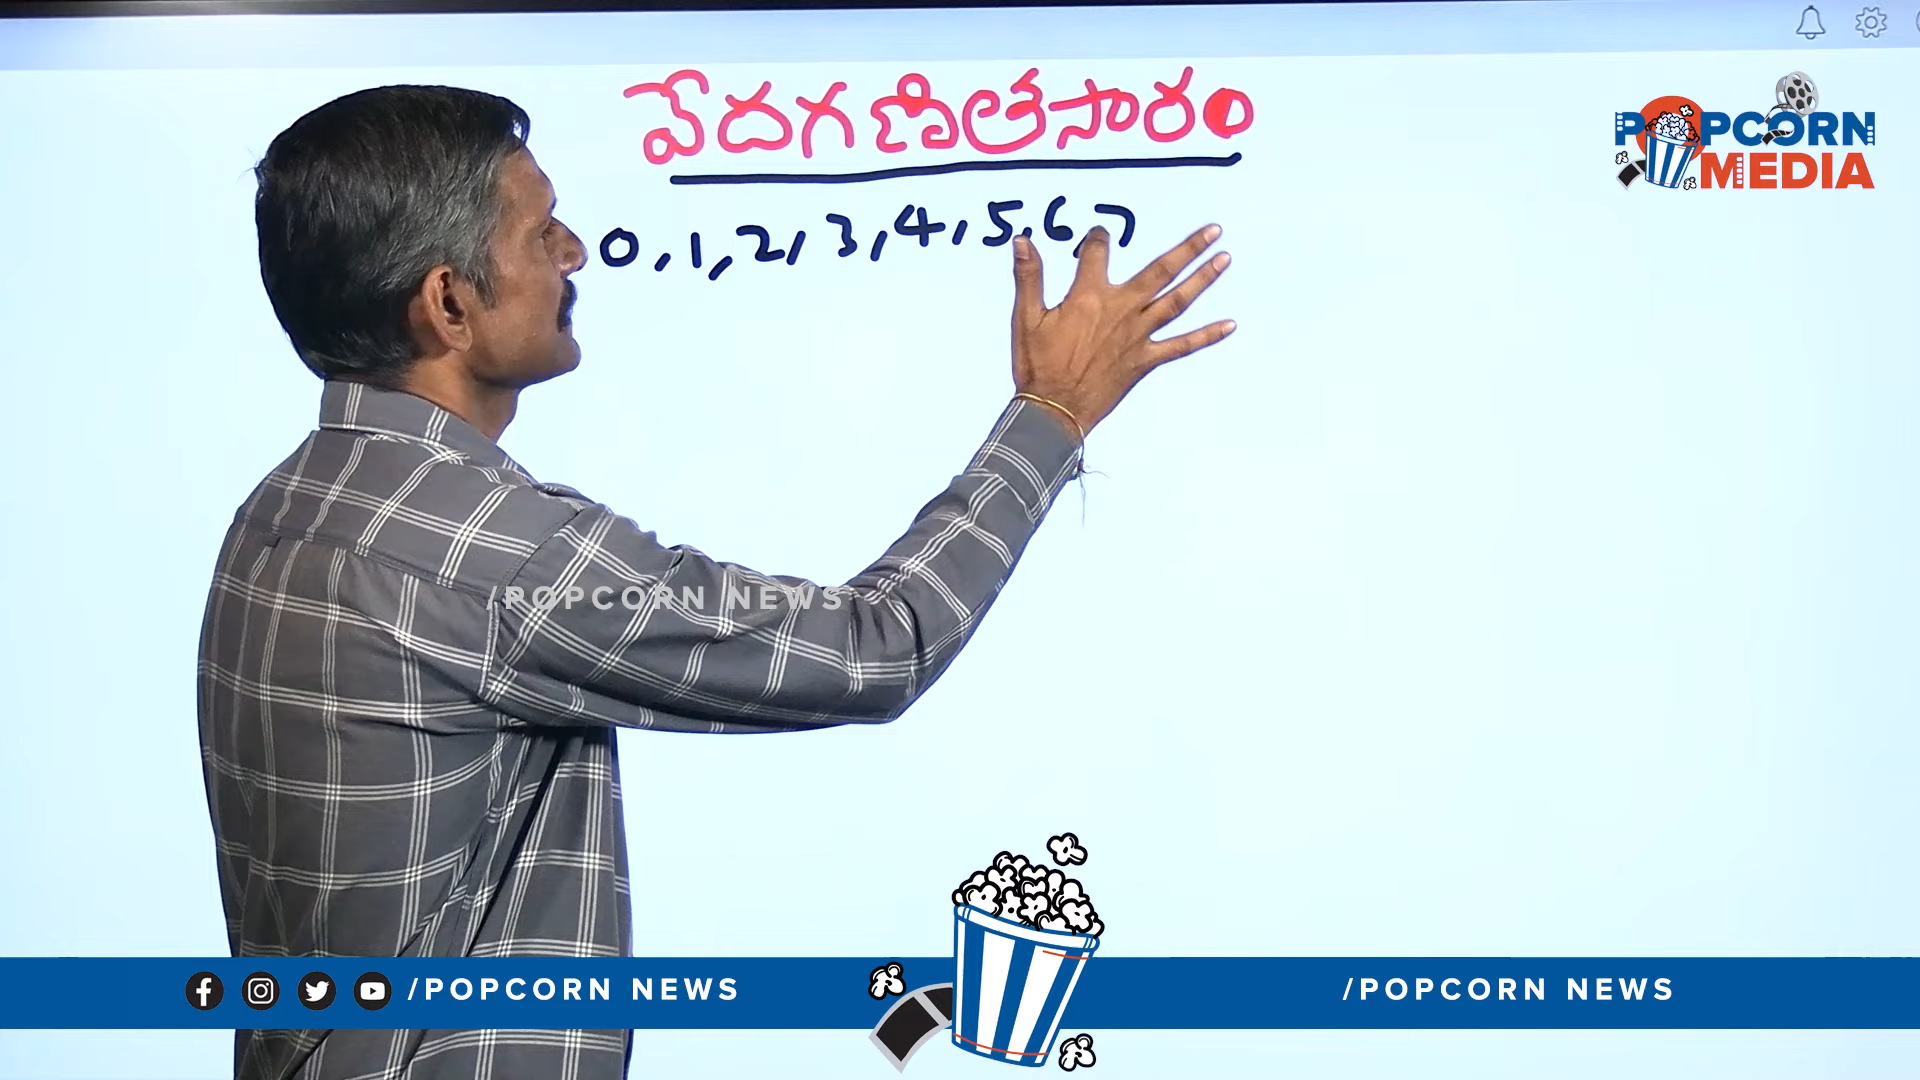 వేదగణితసారం
POPCORN
MEDIA
0,1,2,3,4,5,6,7
/POPCORN NEWS
/POPCORN NEWS
/POPCORN NEWS